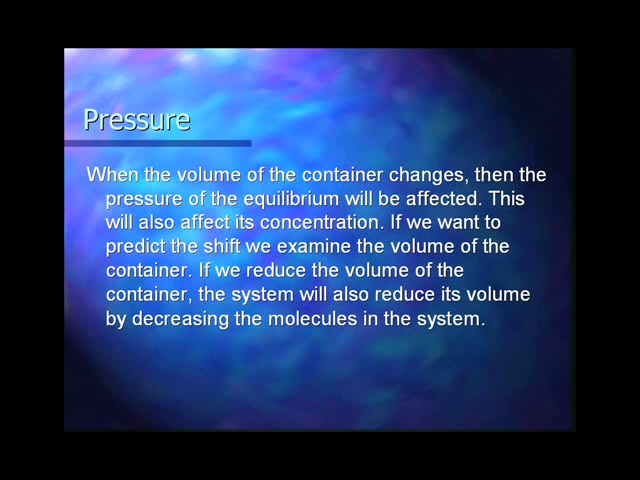 Pressure
When the volume of the container changes, then the
pressure of the equilibrium will be affected. This
will also affect its concentration. If we want to
predict the shift we examine the volume of the
container. If we reduce the volume of the
container, the system will also reduce its volume
by decreasing the molecules in the system.